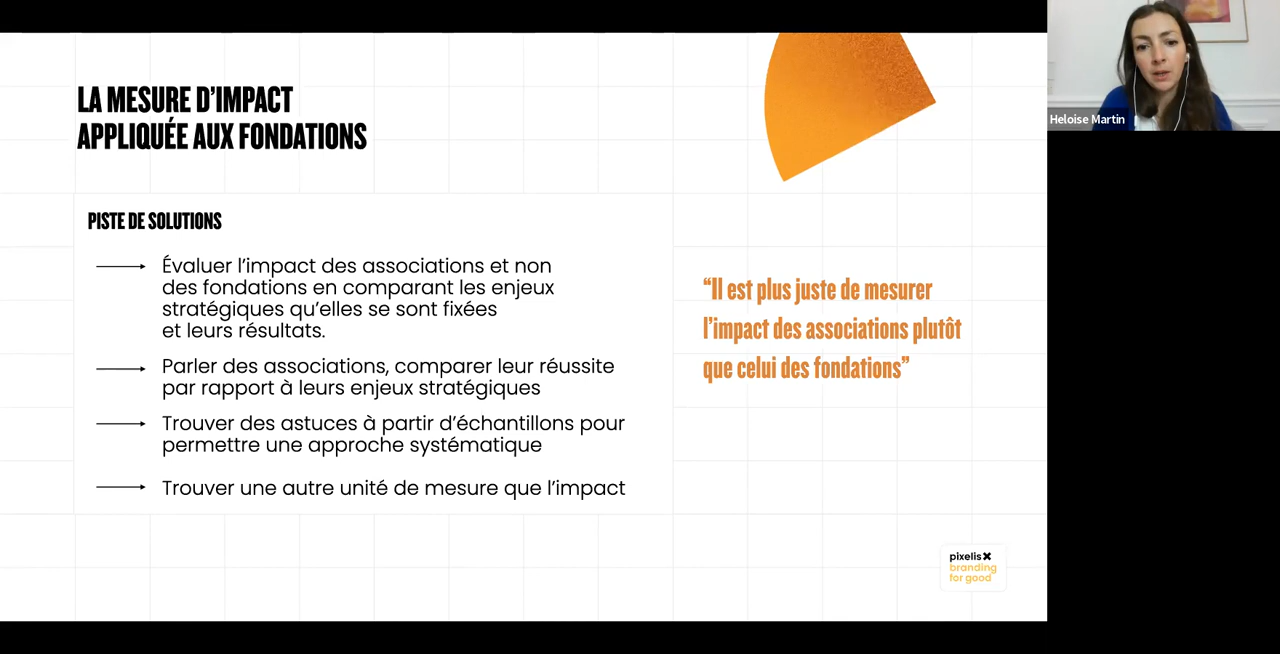 LA MESURE D’IMPACT
APPLIQUÉE AUX FONDATIONS
PISTE DE SOLUTIONS
Évaluer l’impact des associations et non
des fondations en comparant les enjeux
stratégiques qu’elles se sont fixées
et leurs résultats.
Parler des associations, comparer leur réussite
par rapport à leurs enjeux stratégiques
Trouver des astuces à partir d’échantillons pour
permettre une approche systématique
Trouver une autre unité de mesure que l’impact
“Il est plus juste de mesurer
l’impact des associations plutôt
que celui des fondations”
pixelis
branding
for good
Heloise Martin